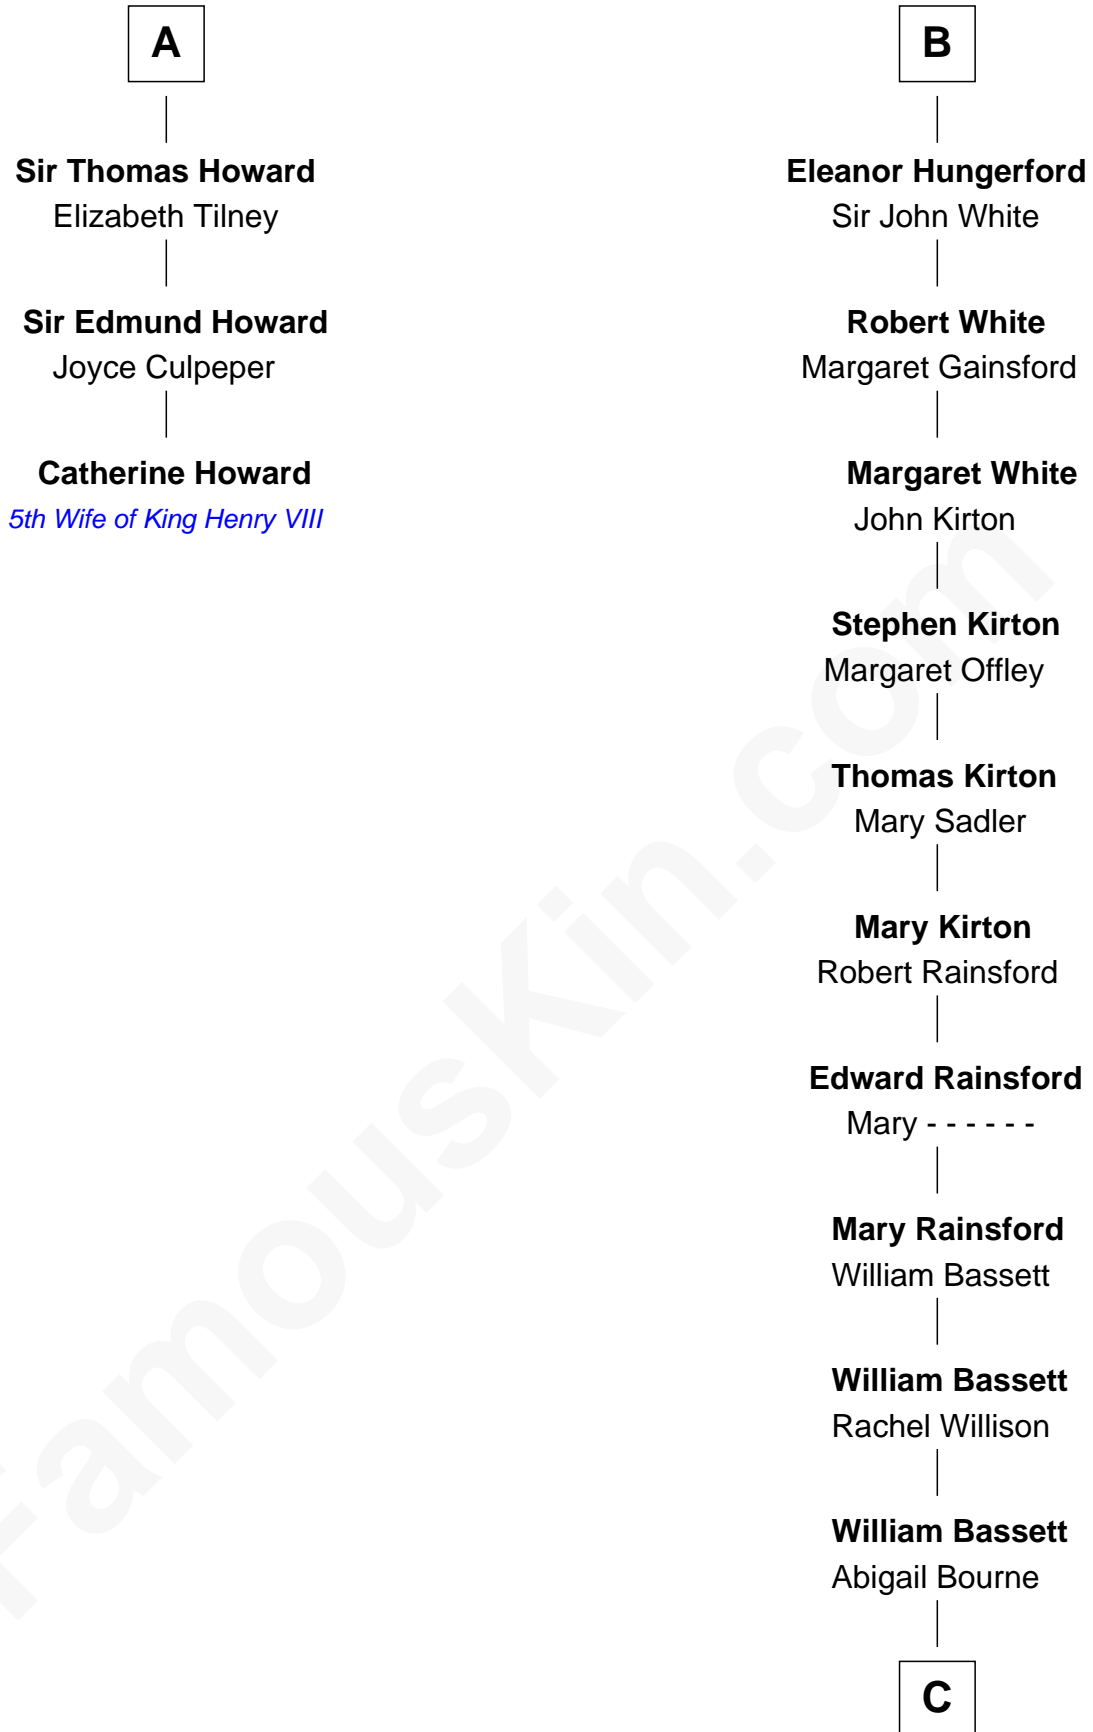 A
Sir Thomas Howard
Elizabeth Tilney
Sir Edmund Howard
Joyce Culpeper
Catherine Howard
5th Wife of King Henry VIII
B
Eleanor Hungerford
Sir John White
Robert White
Margaret Gainsford
Margaret White
John Kirton
Stephen Kirton
Margaret Offley
Thomas Kirton
Mary Sadler
Mary Kirton
Robert Rainsford
Edward Rainsford
Mary - - - - - -
Mary Rainsford
William Bassett
William Bassett
Rachel Willison
William Bassett
Abigail Bourne
C
FamousKin.com